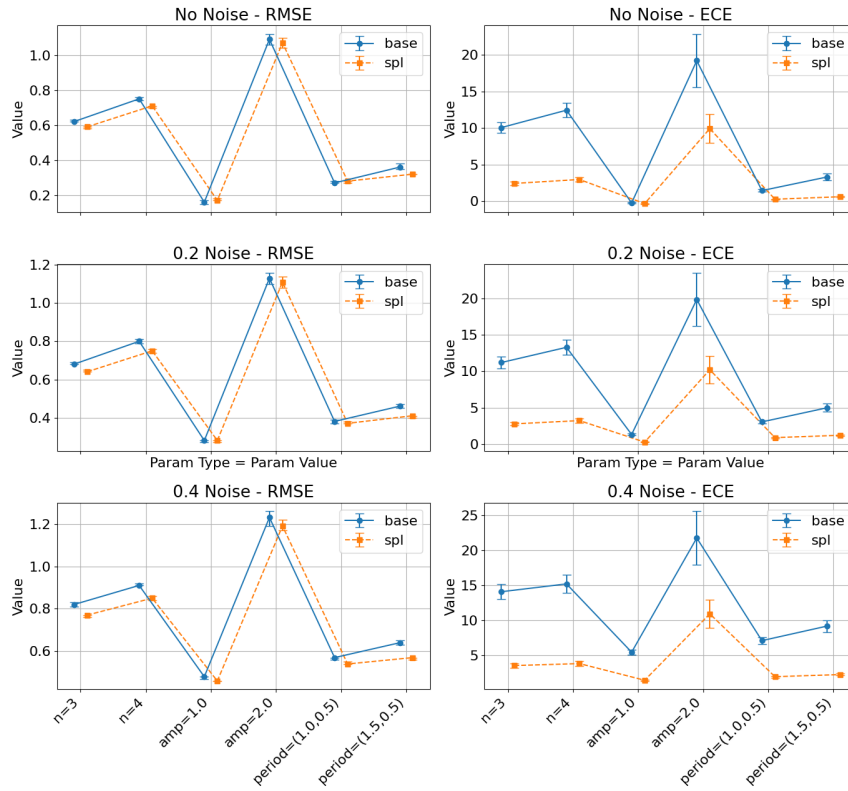 No Noise - RMSE
Value
1.0
0.8
0.6
0.4
0.2
base
spl
No Noise - ECE
20
15
10
5
0
base
spl
0.2 Noise - RMSE
Value
1.2
1.0
0.8
0.6
0.4
base
spl
Param Type = Param Value
0.2 Noise - ECE
Value
20
15
10
5
0
base
spl
Param Type = Param Value
0.4 Noise - RMSE
Value
1.2
1.0
0.8
0.6
base
spl
n=3
n=4
amp=1.0
amp=2.0
period=(1.0,0.5)
period=(1.5,0.5)
0.4 Noise - ECE
Value
25
20
15
10
5
base
spl
n=3
n=4
amp=1.0
amp=2.0
period=(1.0,0.5)
period=(1.5,0.5)